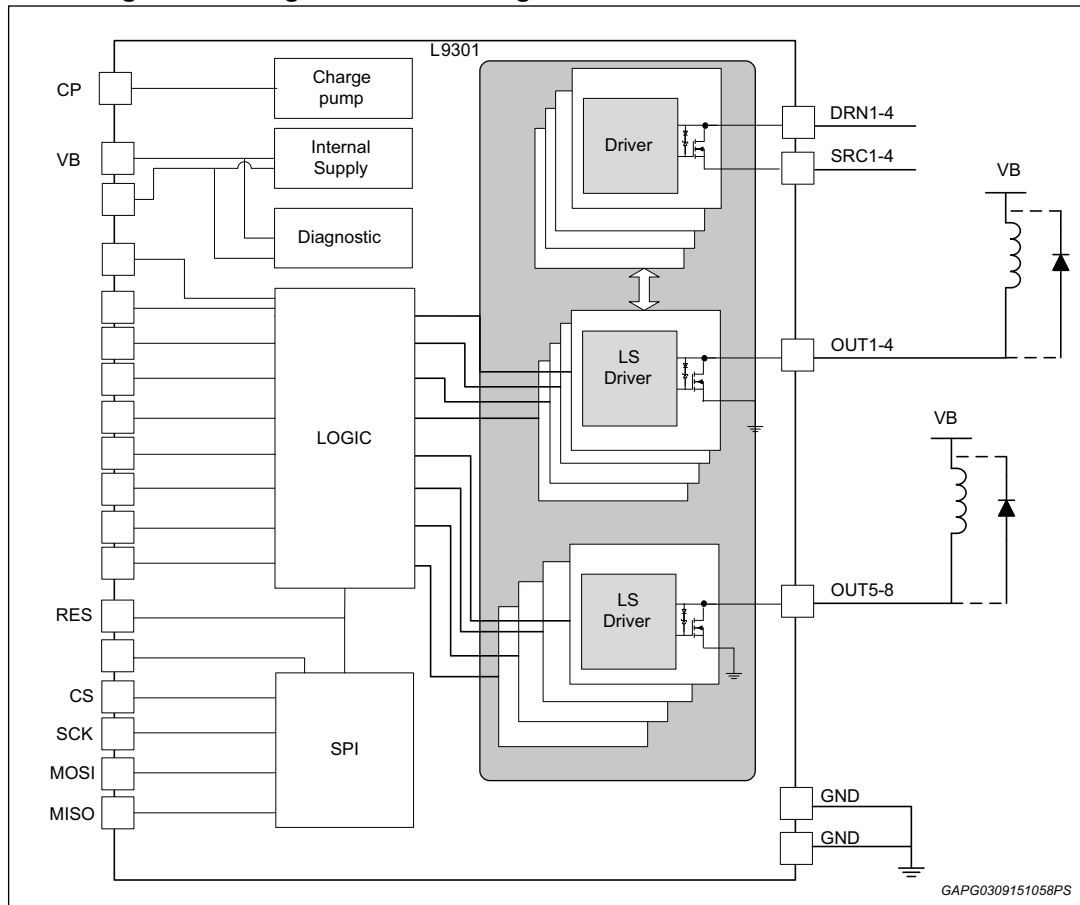 L9301
CP
Charge
pump
VB
Internal
Supply
Diagnostic
Driver
DRN1-4
SRC1-4
VB
LS
Driver
OUT1-4
LOGIC
VB
LS
Driver
OUT5-8
RES
CS
SCK
MOSI
MISO
SPI
GND
GND
GAPG0309151058PS